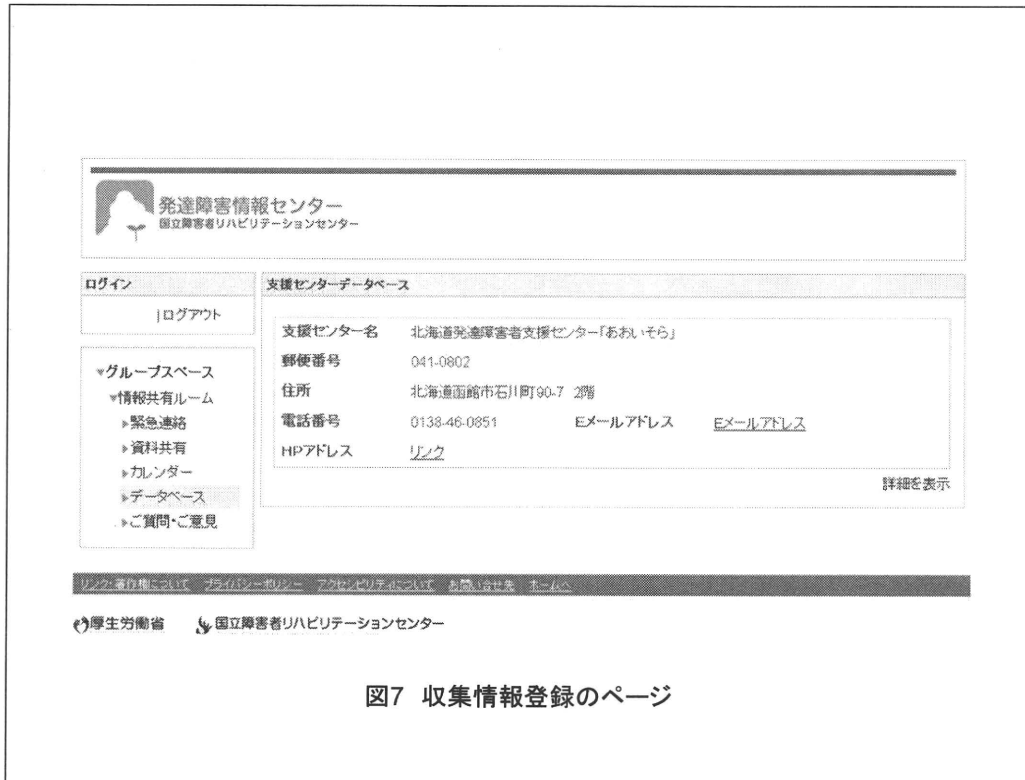 発達障害情報センター
国立障害者リハビリテーションセンター
ログイン
|ログアウト
▼グループスペース
▼情報共有ルーム
▶緊急連絡
▶資料共有
▶カレンダー
▶データベース
▶ご質問・ご意見
支援センターデータベース
支援センター名 北海道発達障害者支援センター「あおいそら」
郵便番号 041-0802
住所 北海道函館市石川町90-7 2階
電話番号 0138-46-0851 Eメールアドレス Eメールアドレス
HPアドレス リンク
詳細を表示
リンク・著作権について プライバシーポリシー アクセシビリティについて お問い合せ先 ホームへ
厚生労働省 国立障害者リハビリテーションセンター
図7 収集情報登録のページ